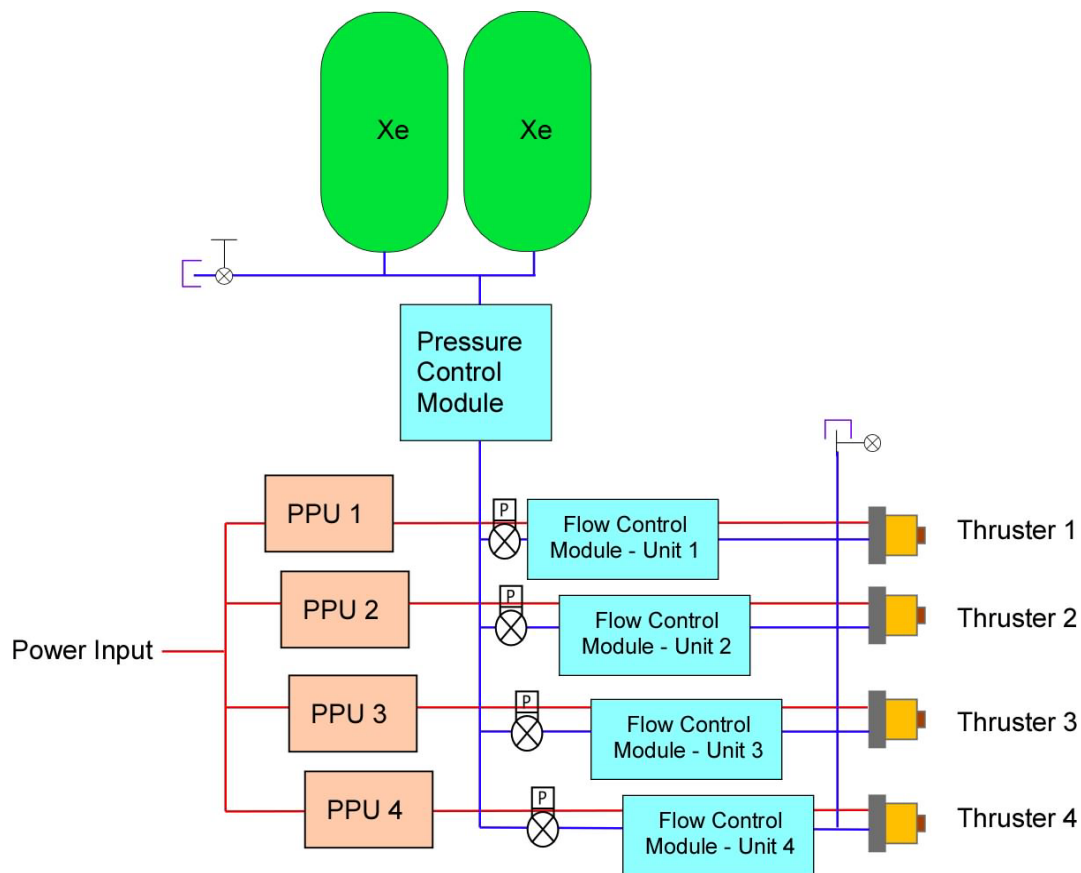 Xe
Xe
Pressure
Control
Module
PPU 1
P
Flow Control
Module - Unit 1
Thruster 1
PPU 2
P
Flow Control
Module - Unit 2
Thruster 2
Power Input
PPU 3
P
Flow Control
Module - Unit 3
Thruster 3
PPU 4
P
Flow Control
Module - Unit 4
Thruster 4